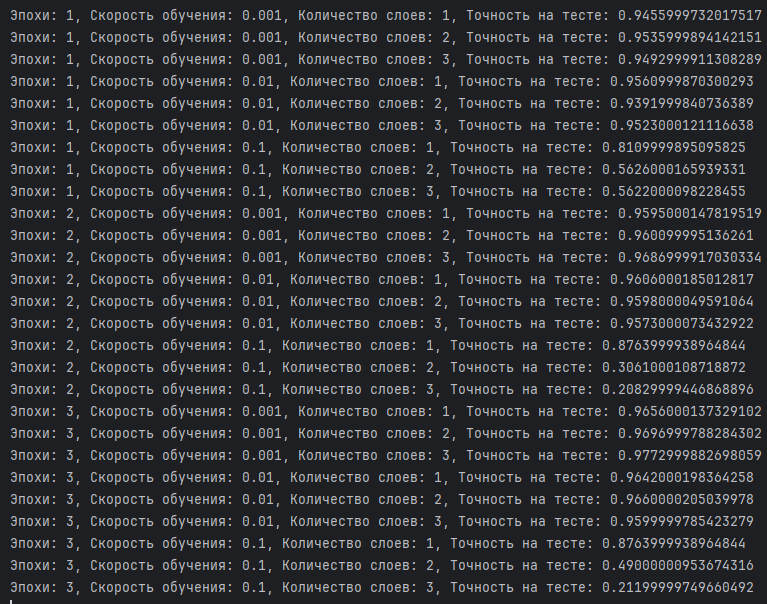 Эпохи: 1, Скорость обучения: 0.001, Количество слоев: 1, Точность на тесте: 0.9455999732017517
Эпохи: 1, Скорость обучения: 0.001, Количество слоев: 2, Точность на тесте: 0.9535999894142151
Эпохи: 1, Скорость обучения: 0.001, Количество слоев: 3, Точность на тесте: 0.9492999911308289
Эпохи: 1, Скорость обучения: 0.01, Количество слоев: 1, Точность на тесте: 0.9560999870300293
Эпохи: 1, Скорость обучения: 0.01, Количество слоев: 2, Точность на тесте: 0.9391999840736389
Эпохи: 1, Скорость обучения: 0.01, Количество слоев: 3, Точность на тесте: 0.9523000121116638
Эпохи: 1, Скорость обучения: 0.1, Количество слоев: 1, Точность на тесте: 0.8109999895095825
Эпохи: 1, Скорость обучения: 0.1, Количество слоев: 2, Точность на тесте: 0.5626000165939331
Эпохи: 1, Скорость обучения: 0.1, Количество слоев: 3, Точность на тесте: 0.5622000098228455
Эпохи: 2, Скорость обучения: 0.001, Количество слоев: 1, Точность на тесте: 0.9595000147819519
Эпохи: 2, Скорость обучения: 0.001, Количество слоев: 2, Точность на тесте: 0.960099995136261
Эпохи: 2, Скорость обучения: 0.001, Количество слоев: 3, Точность на тесте: 0.9686999917030334
Эпохи: 2, Скорость обучения: 0.01, Количество слоев: 1, Точность на тесте: 0.9606000185012817
Эпохи: 2, Скорость обучения: 0.01, Количество слоев: 2, Точность на тесте: 0.9598000049591064
Эпохи: 2, Скорость обучения: 0.01, Количество слоев: 3, Точность на тесте: 0.9573000073432922
Эпохи: 2, Скорость обучения: 0.1, Количество слоев: 1, Точность на тесте: 0.8763999938964844
Эпохи: 2, Скорость обучения: 0.1, Количество слоев: 2, Точность на тесте: 0.3061000108718872
Эпохи: 2, Скорость обучения: 0.1, Количество слоев: 3, Точность на тесте: 0.20829999446868896
Эпохи: 3, Скорость обучения: 0.001, Количество слоев: 1, Точность на тесте: 0.9656000137329102
Эпохи: 3, Скорость обучения: 0.001, Количество слоев: 2, Точность на тесте: 0.9696999788284302
Эпохи: 3, Скорость обучения: 0.001, Количество слоев: 3, Точность на тесте: 0.9772999882698059
Эпохи: 3, Скорость обучения: 0.01, Количество слоев: 1, Точность на тесте: 0.9642000198364258
Эпохи: 3, Скорость обучения: 0.01, Количество слоев: 2, Точность на тесте: 0.9660000205039978
Эпохи: 3, Скорость обучения: 0.01, Количество слоев: 3, Точность на тесте: 0.9599999785423279
Эпохи: 3, Скорость обучения: 0.1, Количество слоев: 1, Точность на тесте: 0.8763999938964844
Эпохи: 3, Скорость обучения: 0.1, Количество слоев: 2, Точность на тесте: 0.49000000953674316
Эпохи: 3, Скорость обучения: 0.1, Количество слоев: 3, Точность на тесте: 0.21199999749660492